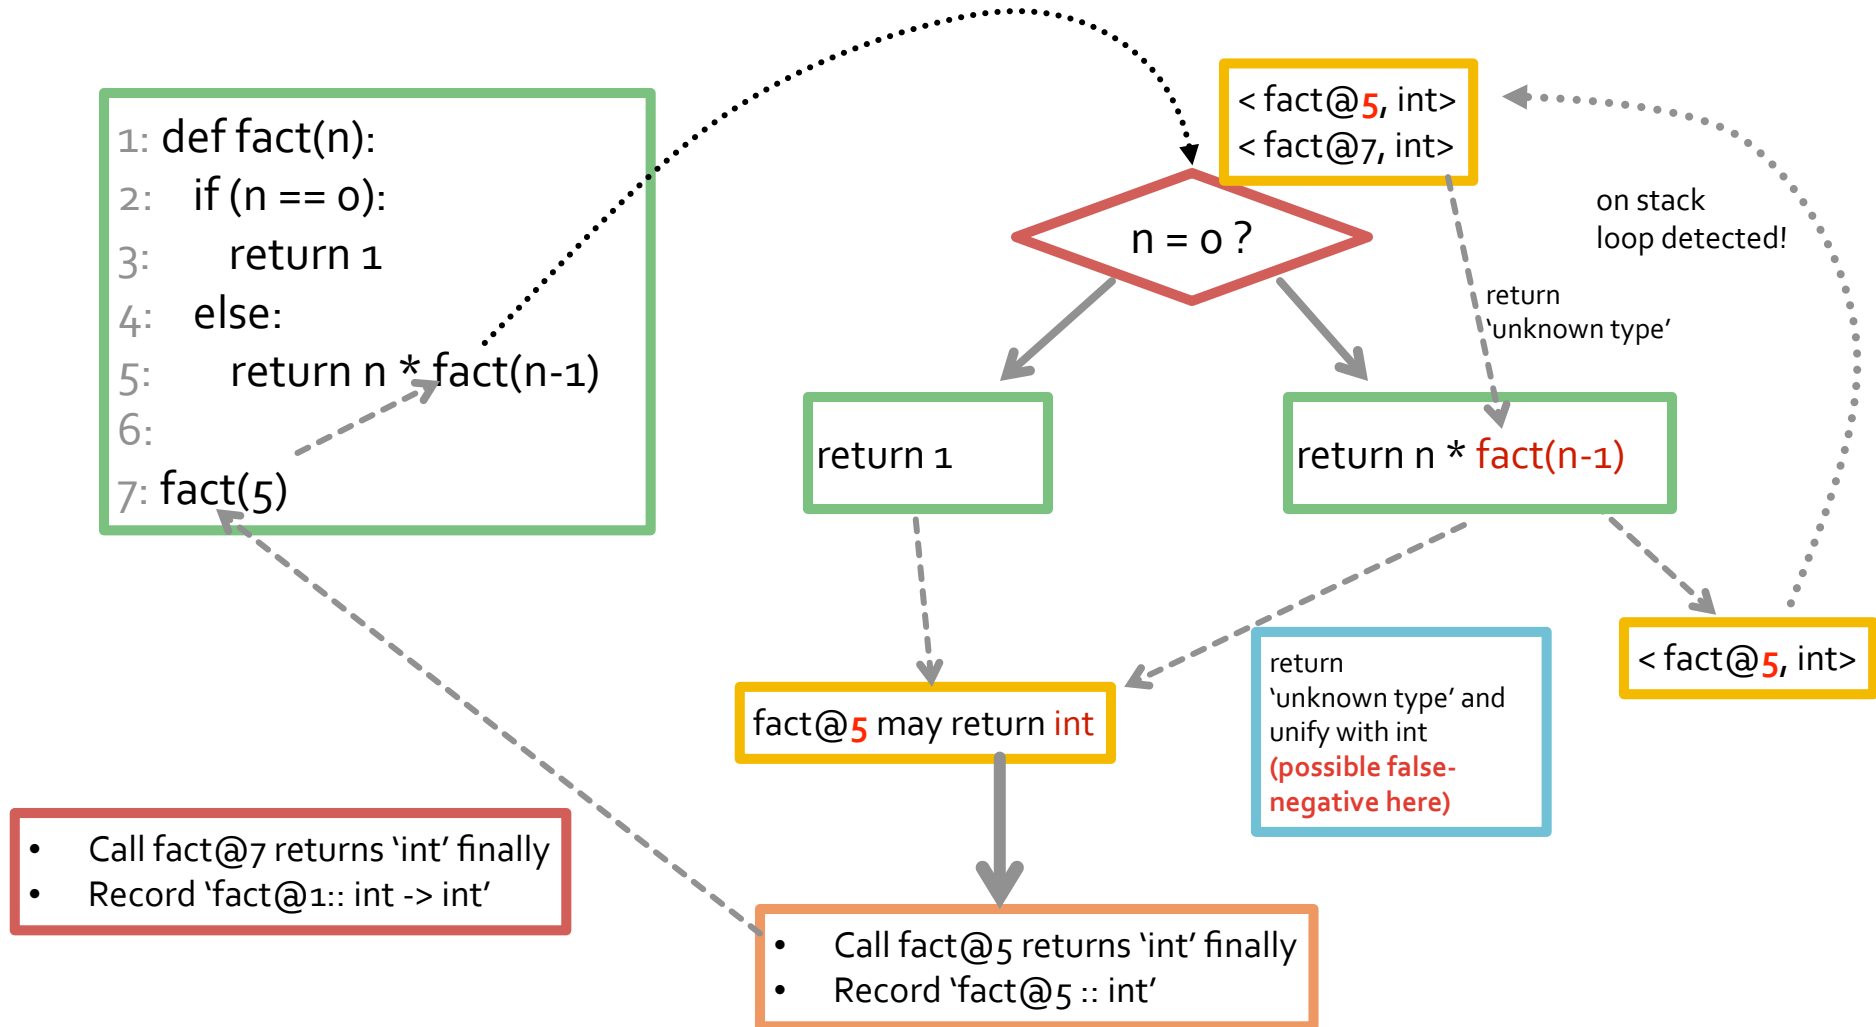 1: def fact(n):
2: if (n == 0):
3: return 1
4: else:
5: return n * fact(n-1)
6:
7: fact(5)
< fact@5, int>
< fact@7, int>
n = 0 ?
on stack
loop detected!
return
‘unknown type’
return 1
return n * fact(n-1)
< fact@5, int>
fact@5 may return int
return
‘unknown type’ and
unify with int
(possible false-
negative here)
• Call fact@7 returns ‘int’ finally
• Record ‘fact@1:: int -> int’
• Call fact@5 returns ‘int’ finally
• Record ‘fact@5 :: int’